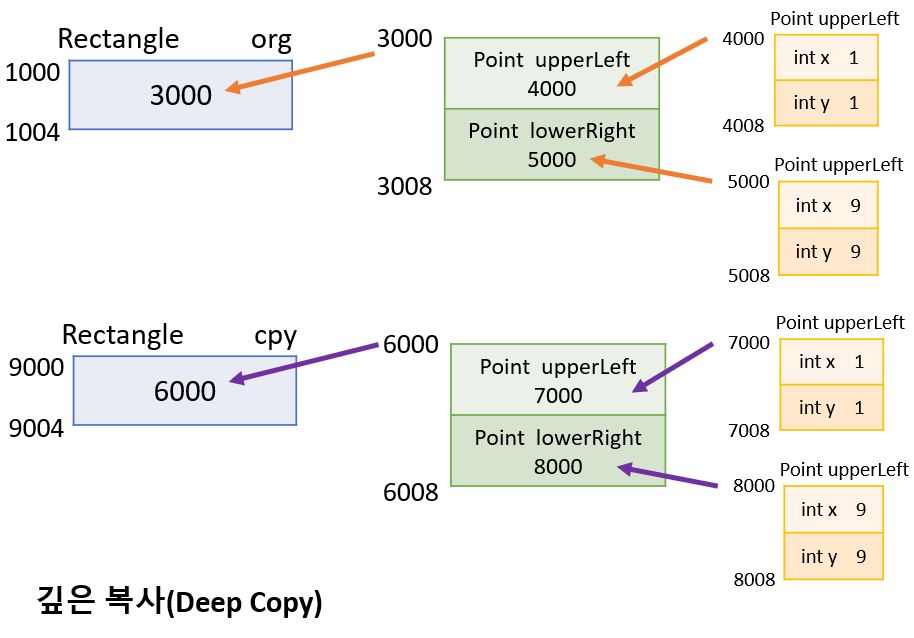 Rectangle org
1000
3000
1004
3000
Point upperLeft
4000
Point lowerRight
5000
3008
Point upperLeft
4000
int x 1
int y 1
4008
Point upperLeft
5000
int x 9
int y 9
5008
Rectangle cpy
9000
6000
9004
6000
Point upperLeft
7000
Point lowerRight
8000
6008
Point upperLeft
7000
int x 1
int y 1
7008
Point upperLeft
8000
int x 9
int y 9
8008
깊은 복사(Deep Copy)